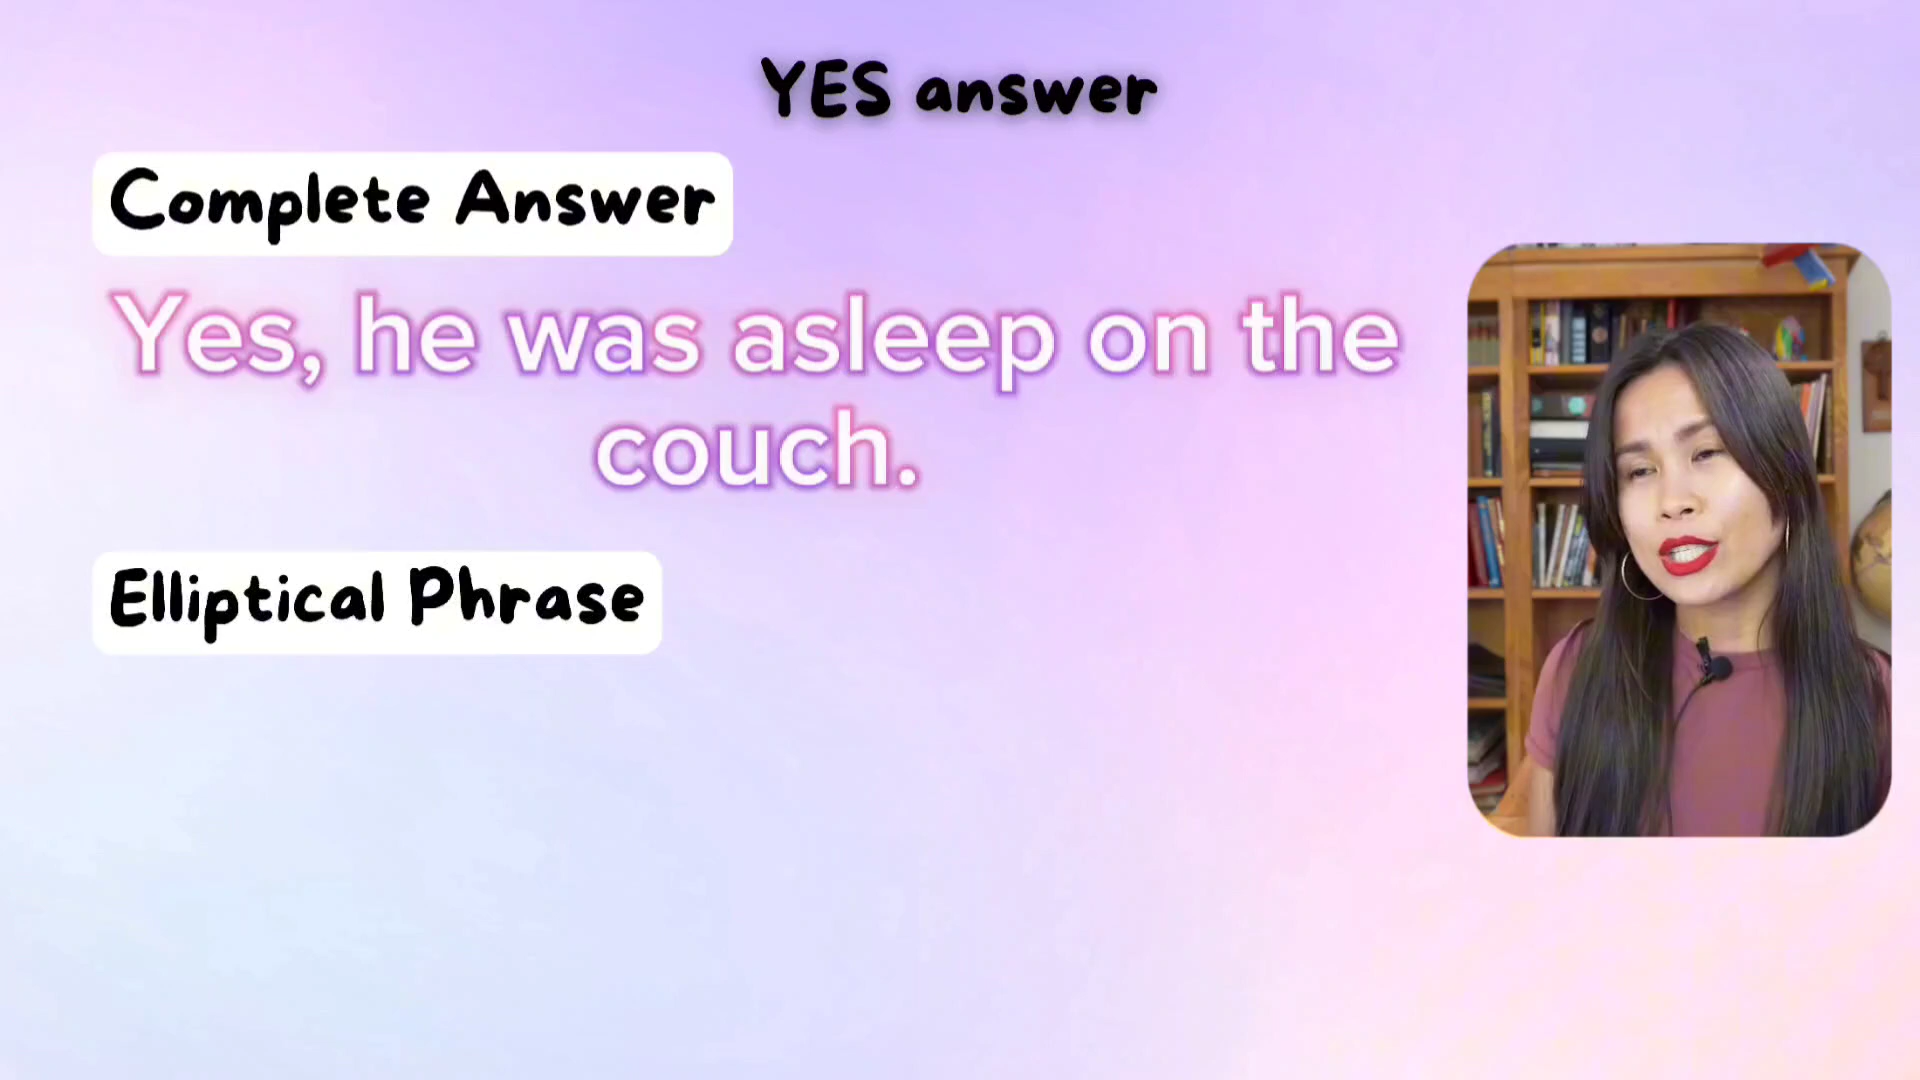 YES answer
Complete Answer
Yes, he was asleep on the
couch.
Elliptical Phrase